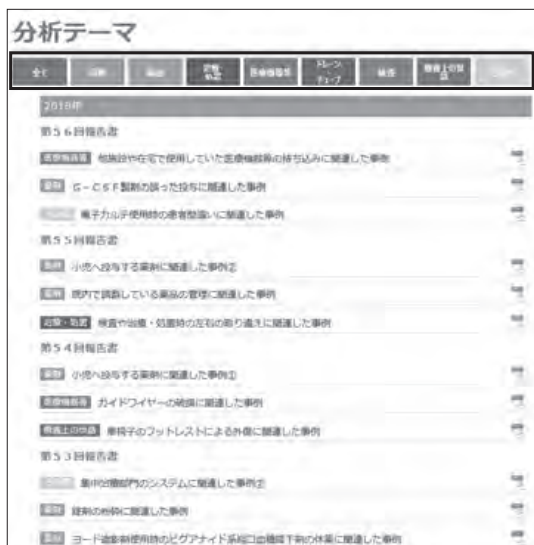 分析テーマ
全て 薬剤 輸血 治療・処置 医療機器等 ドレーン・チューブ 検査 療養上の世話
2018年
第56回報告書
医療機器等 他施設や在宅で使用していた医療機器等の持ち込みに関連した事例
薬剤 G-CSF製剤の誤った投与に関連した事例
電子カルテ使用時の患者間違いに関連した事例
第55回報告書
薬剤 小児へ投与する薬剤に関連した事例②
薬剤 院内で調製している薬品の管理に関連した事例
治療・処置 検査や治療・処置時の左右の取り違えに関連した事例
第54回報告書
薬剤 小児へ投与する薬剤に関連した事例①
医療機器等 ガイドワイヤーの破損に関連した事例
療養上の世話 車椅子のフットレストによる外傷に関連した事例
第53回報告書
集中治療部門のシステムに関連した事例②
薬剤 錠剤の粉砕に関連した事例
薬剤 ヨード造影剤使用時のビグアナイド系経口血糖降下剤の休薬に関連した事例